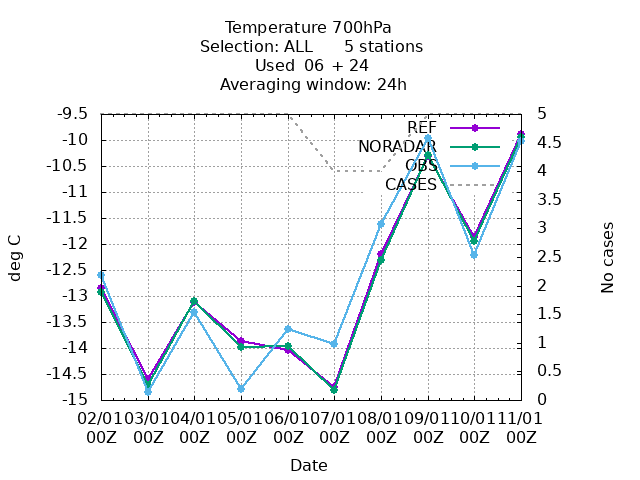 Temperature 700hPa
Selection: ALL 5 stations
Used 06 + 24
Averaging window: 24h
-9.5
-10
-10.5
-11
-11.5
-12
-12.5
-13
-13.5
-14
-14.5
-15
deg C
5
4.5
4
3.5
3
2.5
2
1.5
1
0.5
0
No cases
REF
NORADAR
OBS
CASES
02/01 03/01 04/01 05/01 06/01 07/01 08/01 09/01 10/01 11/01
00Z 00Z 00Z 00Z 00Z 00Z 00Z 00Z 00Z 00Z
Date